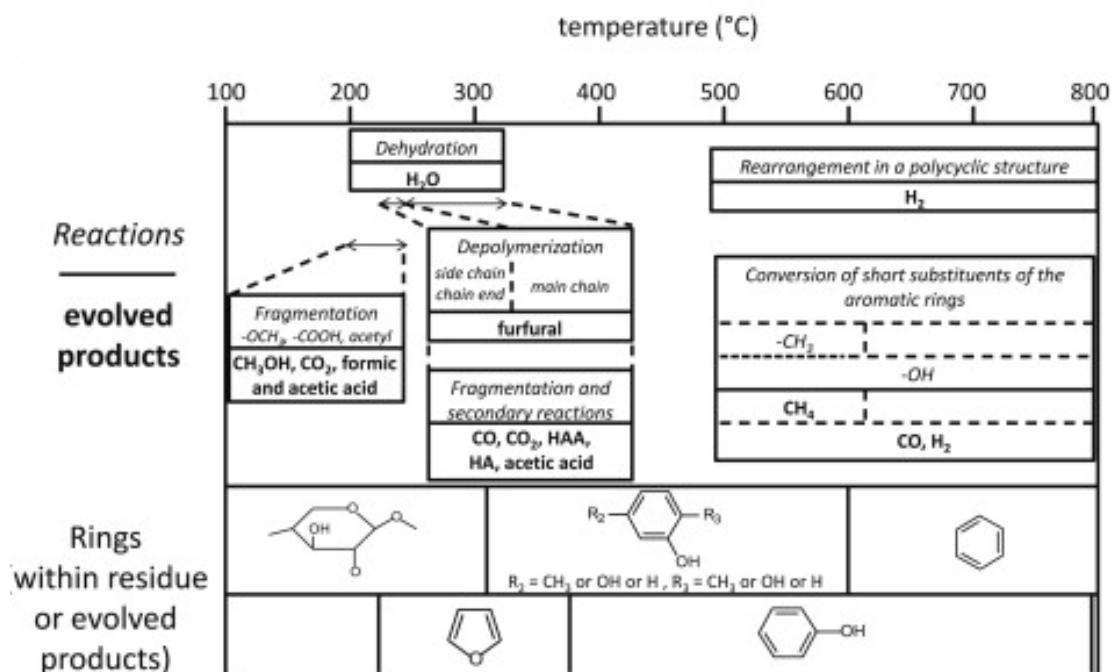 temperature (°C)
100 200 300 400 500 600 700 800
Reactions
evolved
products
Dehydration
H₂O
Rearrangement in a polycyclic structure
H₂
Fragmentation
-OCH₃, -COOH, acetyl
CH₃OH, CO₂, formic
and acetic acid
Depolymerization
side chain
chain end
main chain
furfural
Fragmentation and
secondary reactions
CO, CO₂, HAA,
HA, acetic acid
Conversion of short substituents of the
aromatic rings
-CH₃
-OH
CH₄
CO, H₂
Rings
(within residue
or evolved
products)
O
OH
O
O
R₂
R₃
OH
R₂ = CH₃ or OH or H , R₃ = CH₃ or OH or H
O
OH